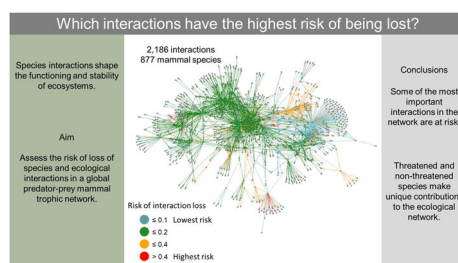 Which interactions have the highest risk of being lost?
Species interactions shape
the functioning and stability
of ecosystems.
Aim
Assess the risk of loss of
species and ecological
interactions in a global
predator-prey mammal
trophic network.
2,186 interactions
877 mammal species
Risk of interaction loss
≤ 0.1 Lowest risk
≤ 0.2
≤ 0.4
> 0.4 Highest risk
Conclusions
Some of the most
important
interactions in the
network are at risk
Threatened and
non-threatened
species make
unique contribution
to the ecological
network.